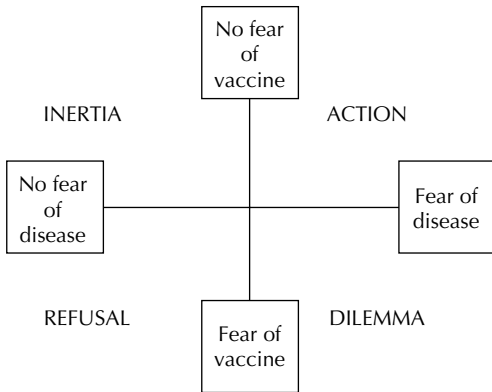 No fear
of
vaccine
INERTIA
ACTION
No fear
of
disease
Fear of
disease
REFUSAL
DILEMMA
Fear of
vaccine